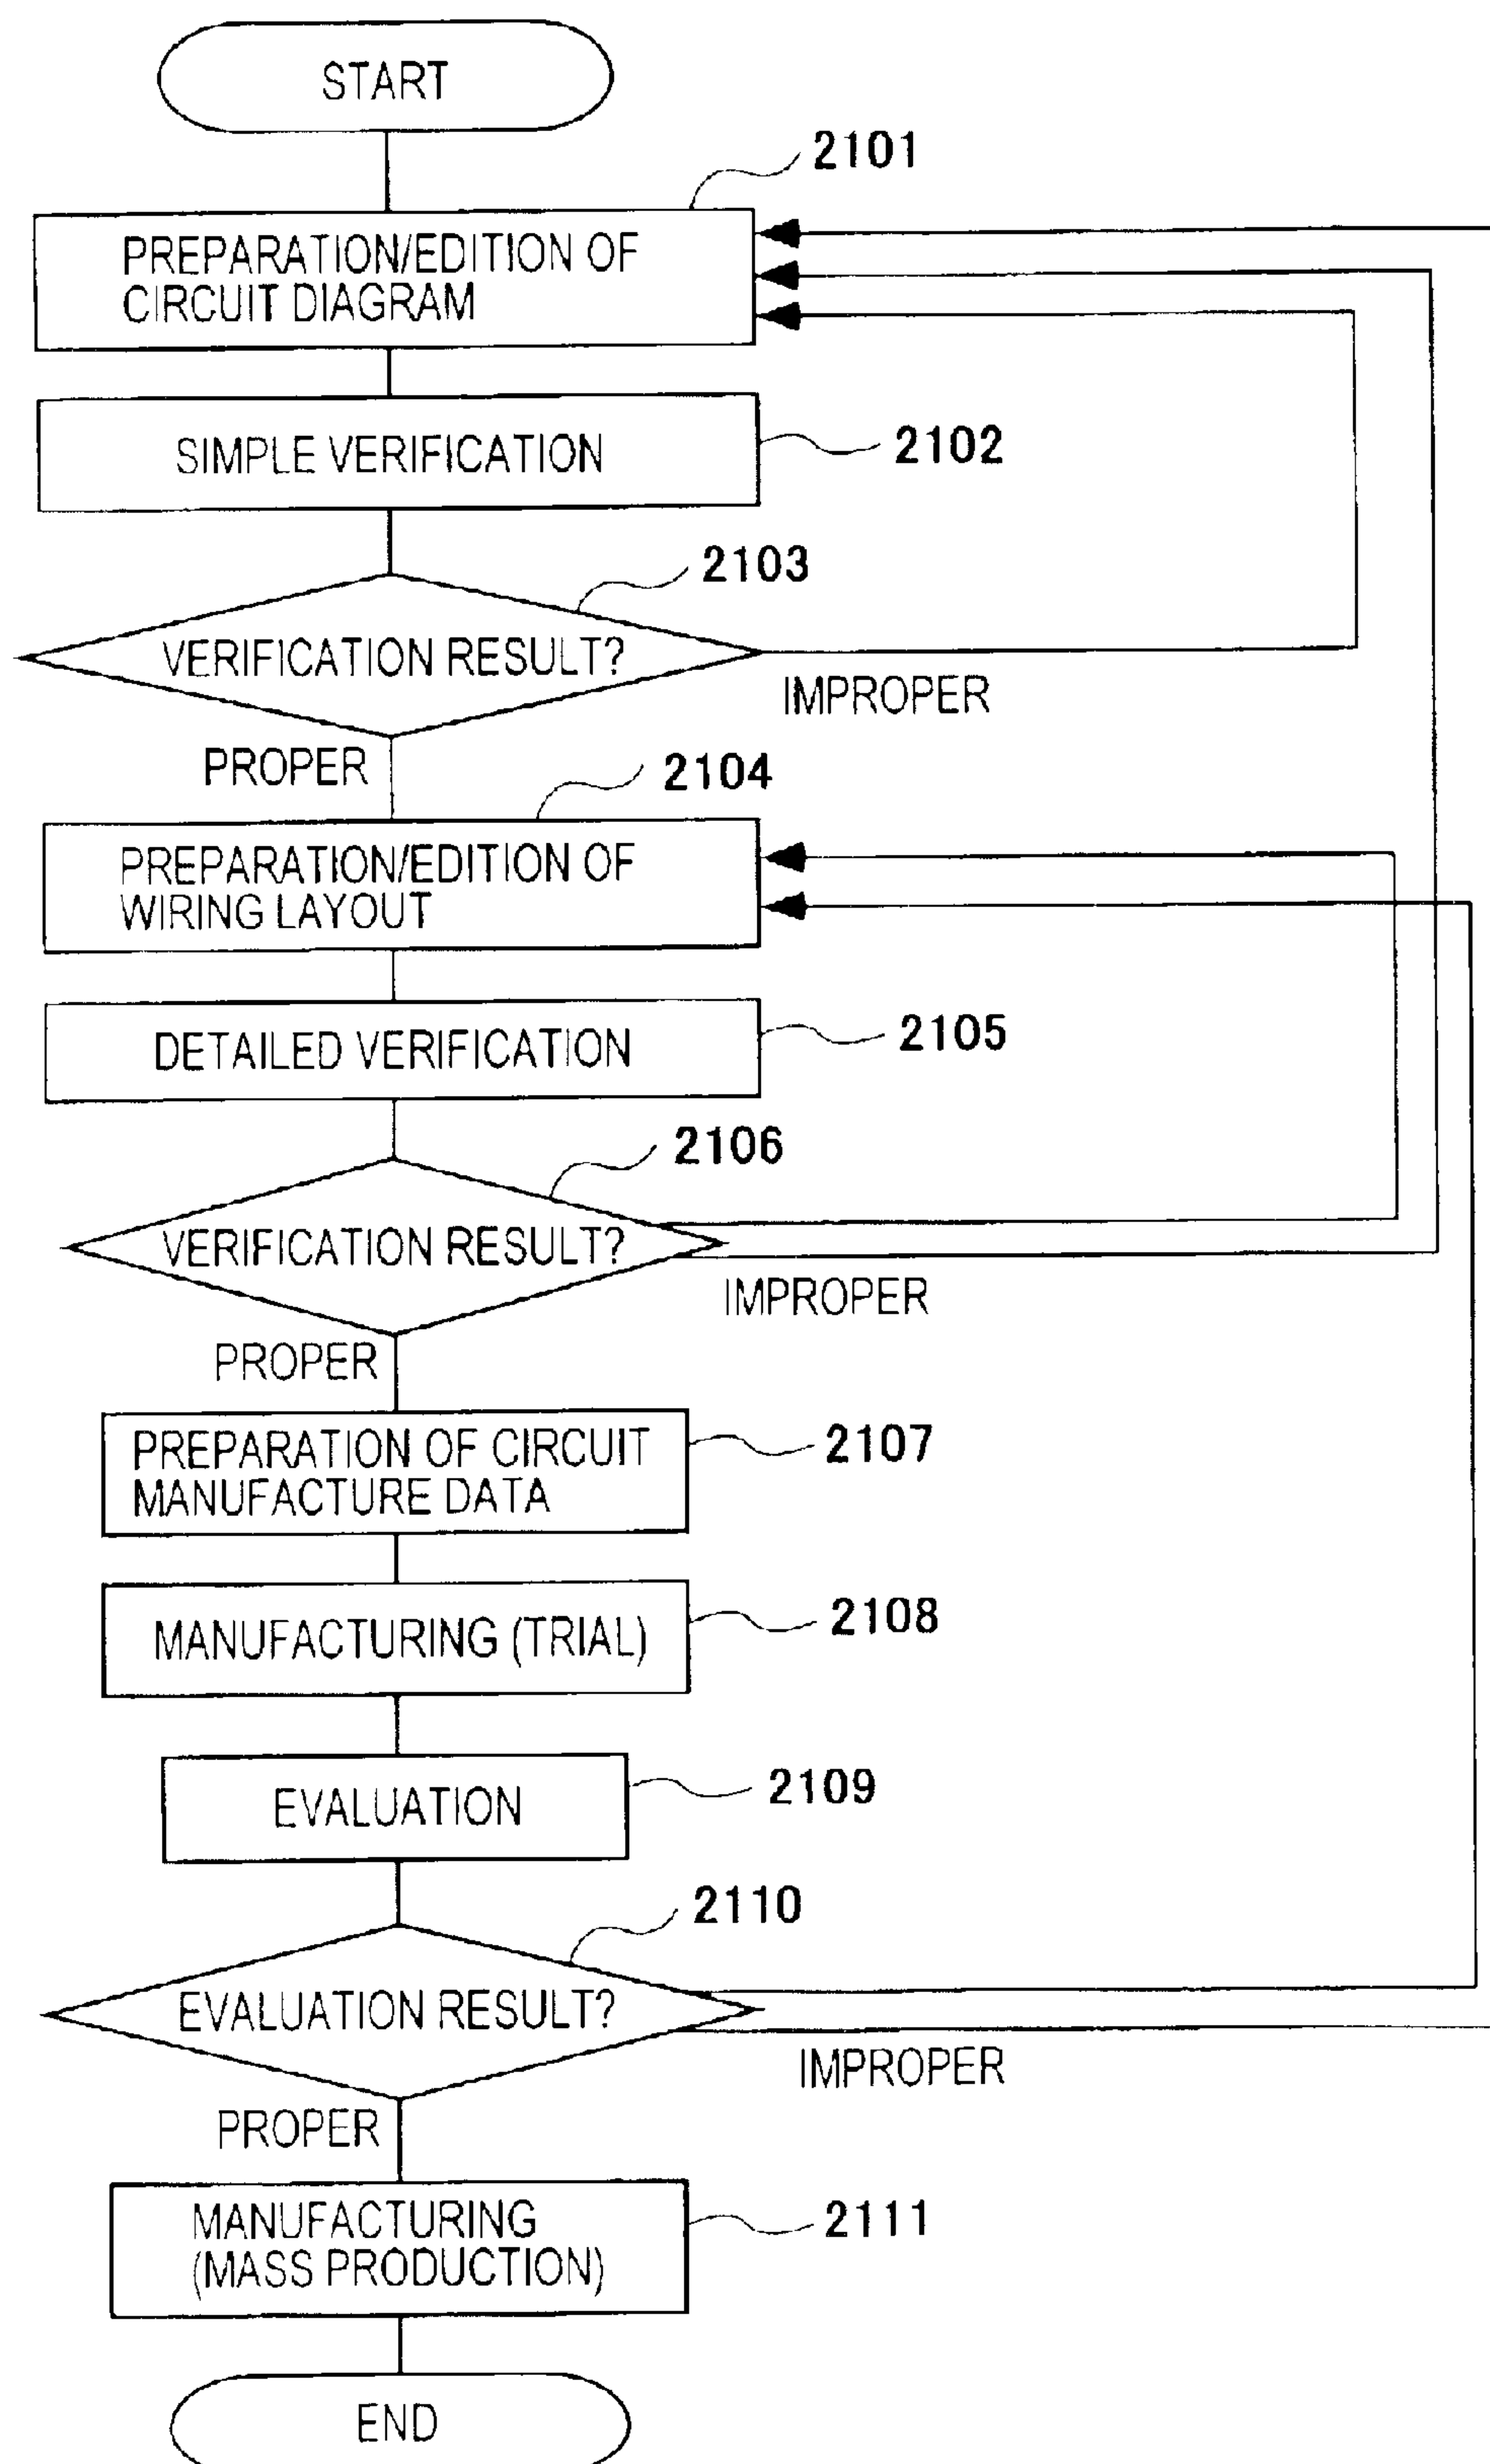 START
2101
PREPARATION/EDITION OF
CIRCUIT DIAGRAM
SIMPLE VERIFICATION
2102
2103
VERIFICATION RESULT?
IMPROPER
PROPER
2104
PREPARATION/EDITION OF
WIRING LAYOUT
DETAILED VERIFICATION
2105
2106
VERIFICATION RESULT?
IMPROPER
PROPER
PREPARATION OF CIRCUIT
MANUFACTURE DATA
2107
MANUFACTURING (TRIAL)
2108
EVALUATION
2109
2110
EVALUATION RESULT?
IMPROPER
PROPER
MANUFACTURING
(MASS PRODUCTION)
2111
END